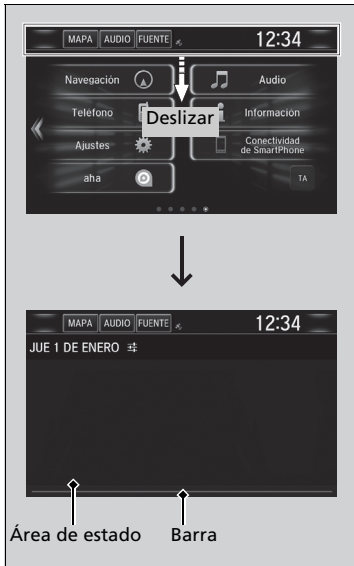 MAPA AUDIO FUENTE 12:34
Navegación Audio
Teléfono Deslizar Información
Ajustes Conectividad
de SmartPhone
aha TA
MAPA AUDIO FUENTE 12:34
JUE 1 DE ENERO
Área de estado Barra